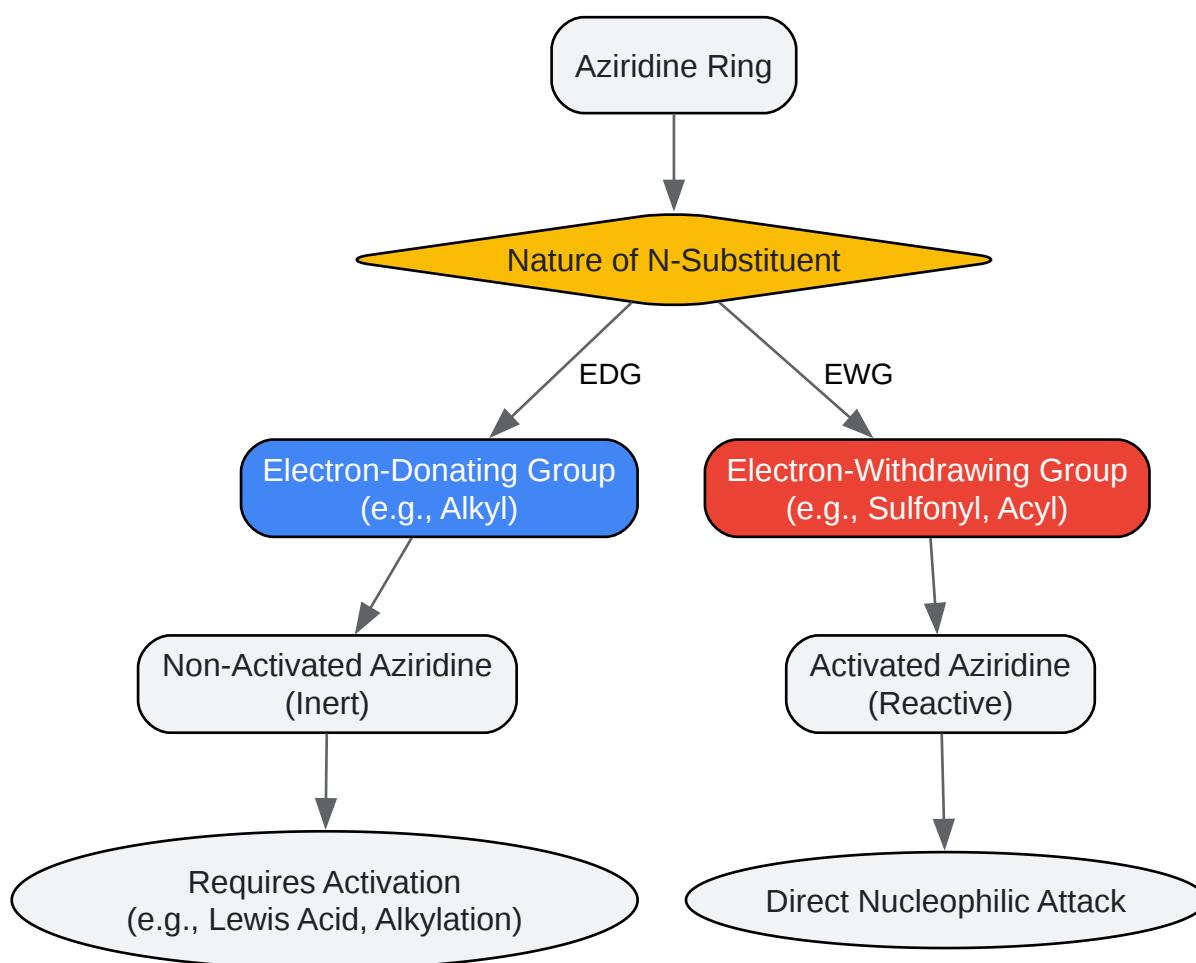 Aziridine Ring
Nature of N-Substituent
EDG
EWG
Electron-Donating Group
(e.g., Alkyl)
Electron-Withdrawing Group
(e.g., Sulfonyl, Acyl)
Non-Activated Aziridine
(Inert)
Activated Aziridine
(Reactive)
Requires Activation
(e.g., Lewis Acid, Alkylation)
Direct Nucleophilic Attack